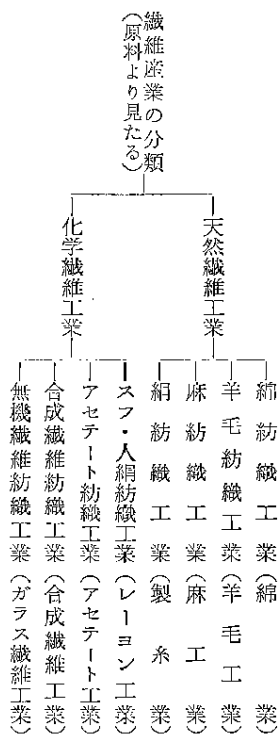 繊維産業の分類
(原料より見たる)
天然繊維工業
綿紡織工業(綿業)
羊毛紡織工業(羊毛工業)
麻紡織工業(麻工業)
絹紡織工業(製糸業)
化学繊維工業
スフ・人絹紡織工業(レーヨン工業)
アセテート紡織工業(アセテート工業)
合成繊維紡織工業(合成繊維工業)
無機繊維紡織工業(ガラス繊維工業)